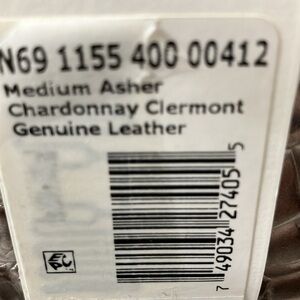 N69 1155 400 00412
Medium Asher
Chardonnay Clermont
Genuine Leather
7 49034 27405 5